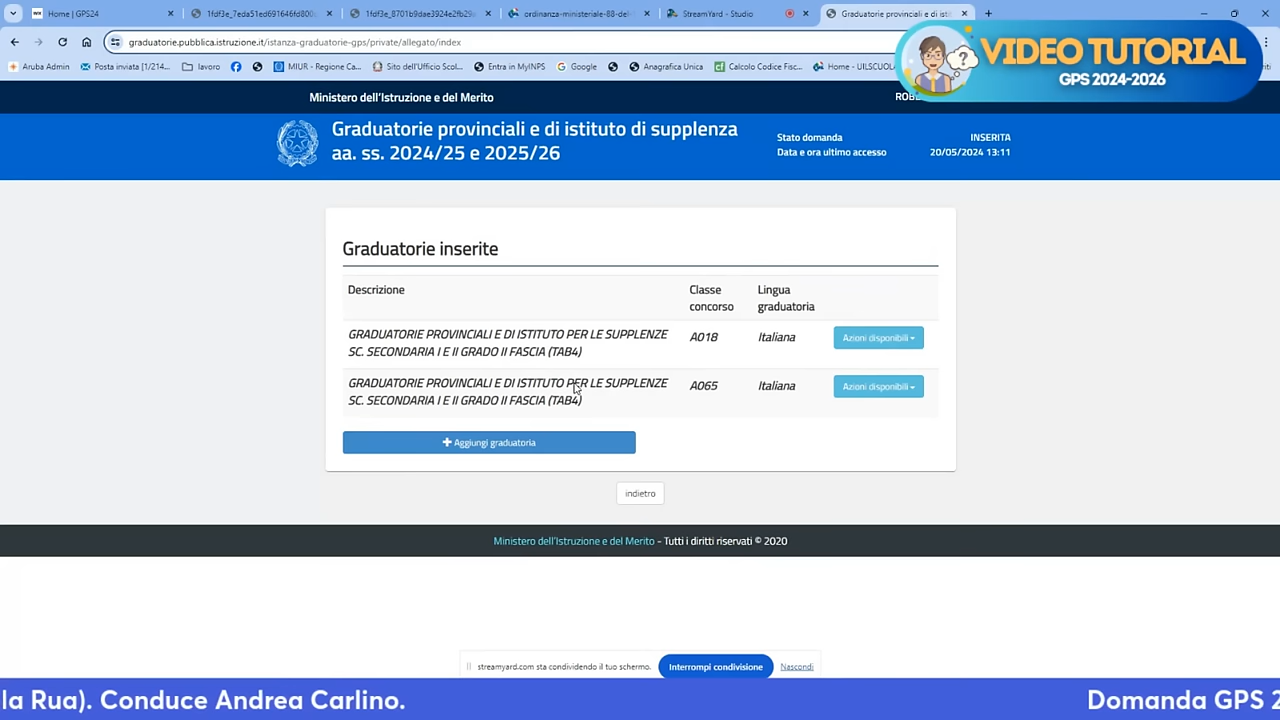 Home | GPS24
1fdf3e_7eda51ed691646fd800c
1fdf3e_8701b9dae3924e2fb29a
ordinanza-ministeriale-88-del-
StreamYard - Studio
Graduatorie provinciali e di isti
graduatorie.pubblica.istruzione.it/istanza-graduatorie-gps/private/allegato/index
VIDEO TUTORIAL
GPS 2024-2026
Aruba Admin
Posta inviata [1/214...
lavoro
MIUR - Regione Ca...
Sito dell'Ufficio Scol...
Entra in MyINPS
Google
Anagrafica Unica
Calcolo Codice Fisc...
Home - UILSCUOLA
Ministero dell'Istruzione e del Merito
Graduatorie provinciali e di istituto di supplenza
aa. ss. 2024/25 e 2025/26
Stato domanda INSERITA
Data e ora ultimo accesso 20/05/2024 13:11
Graduatorie inserite
Descrizione Classe concorso Lingua graduatoria
GRADUATORIE PROVINCIALI E DI ISTITUTO PER LE SUPPLENZE
SC. SECONDARIA I E II GRADO II FASCIA (TAB4)
A018 Italiana Azioni disponibili
GRADUATORIE PROVINCIALI E DI ISTITUTO PER LE SUPPLENZE
SC. SECONDARIA I E II GRADO II FASCIA (TAB4)
A065 Italiana Azioni disponibili
+ Aggiungi graduatoria
indietro
Ministero dell'Istruzione e del Merito - Tutti i diritti riservati © 2020
streamyard.com sta condividendo il tuo schermo. Interrompi condivisione Nascondi
la Rua). Conduce Andrea Carlino. Domanda GPS 2